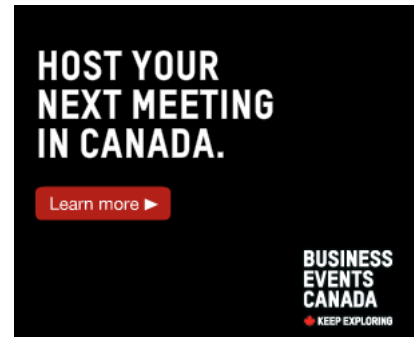 HOST YOUR
NEXT MEETING
IN CANADA.
Learn more ►
BUSINESS
EVENTS
CANADA
KEEP EXPLORING